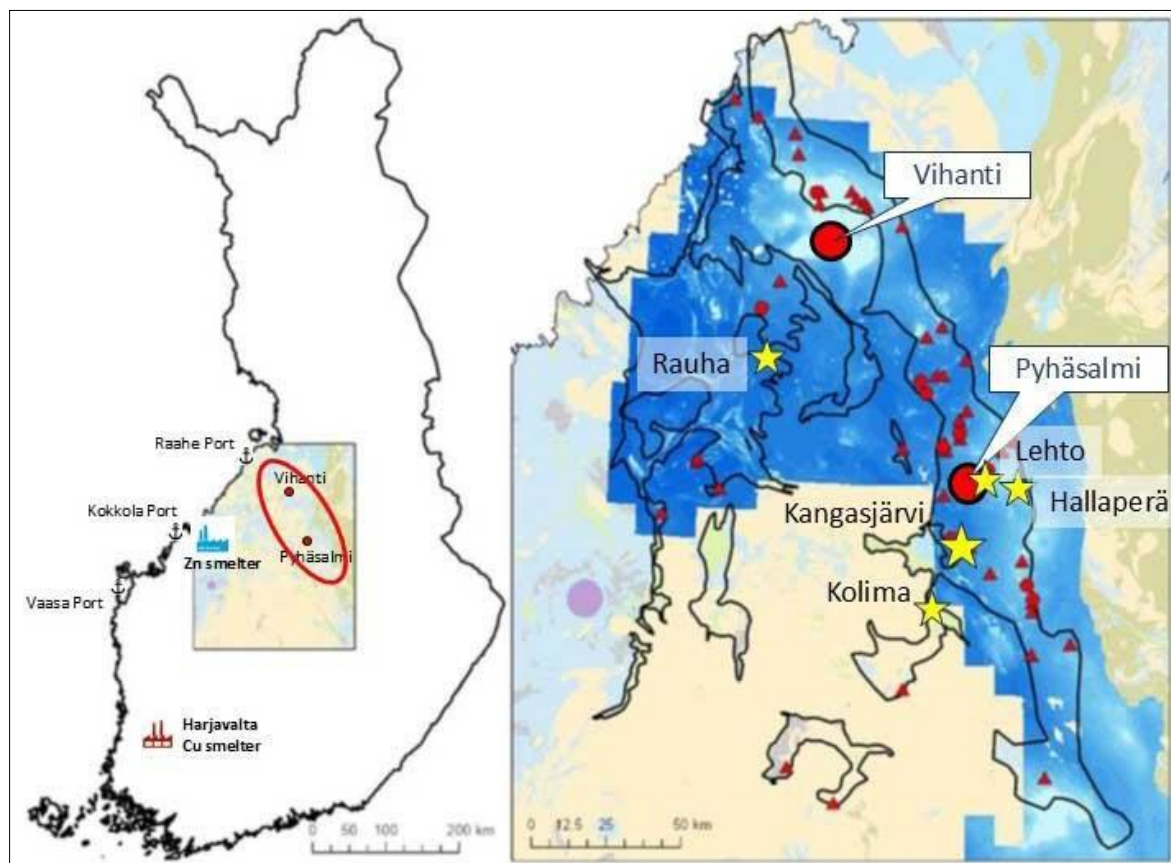 Raahe Port
Vihanti
Kokkola Port
Zn smelter
Pyhäsalmi
Vaasa Port
Harjavalta
Cu smelter
0 50 100 200 km
Vihanti
Rauha
Pyhäsalmi
Lehto
Hallaperä
Kangasjärvi
Kolima
0 12.5 25 50 km